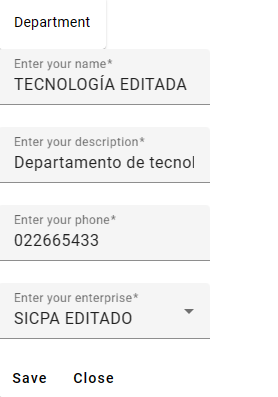 Department
Enter your name*
TECNOLOGÍA EDITADA
Enter your description*
Departamento de tecnol
Enter your phone*
022665433
Enter your enterprise*
SICPA EDITADO
Save Close